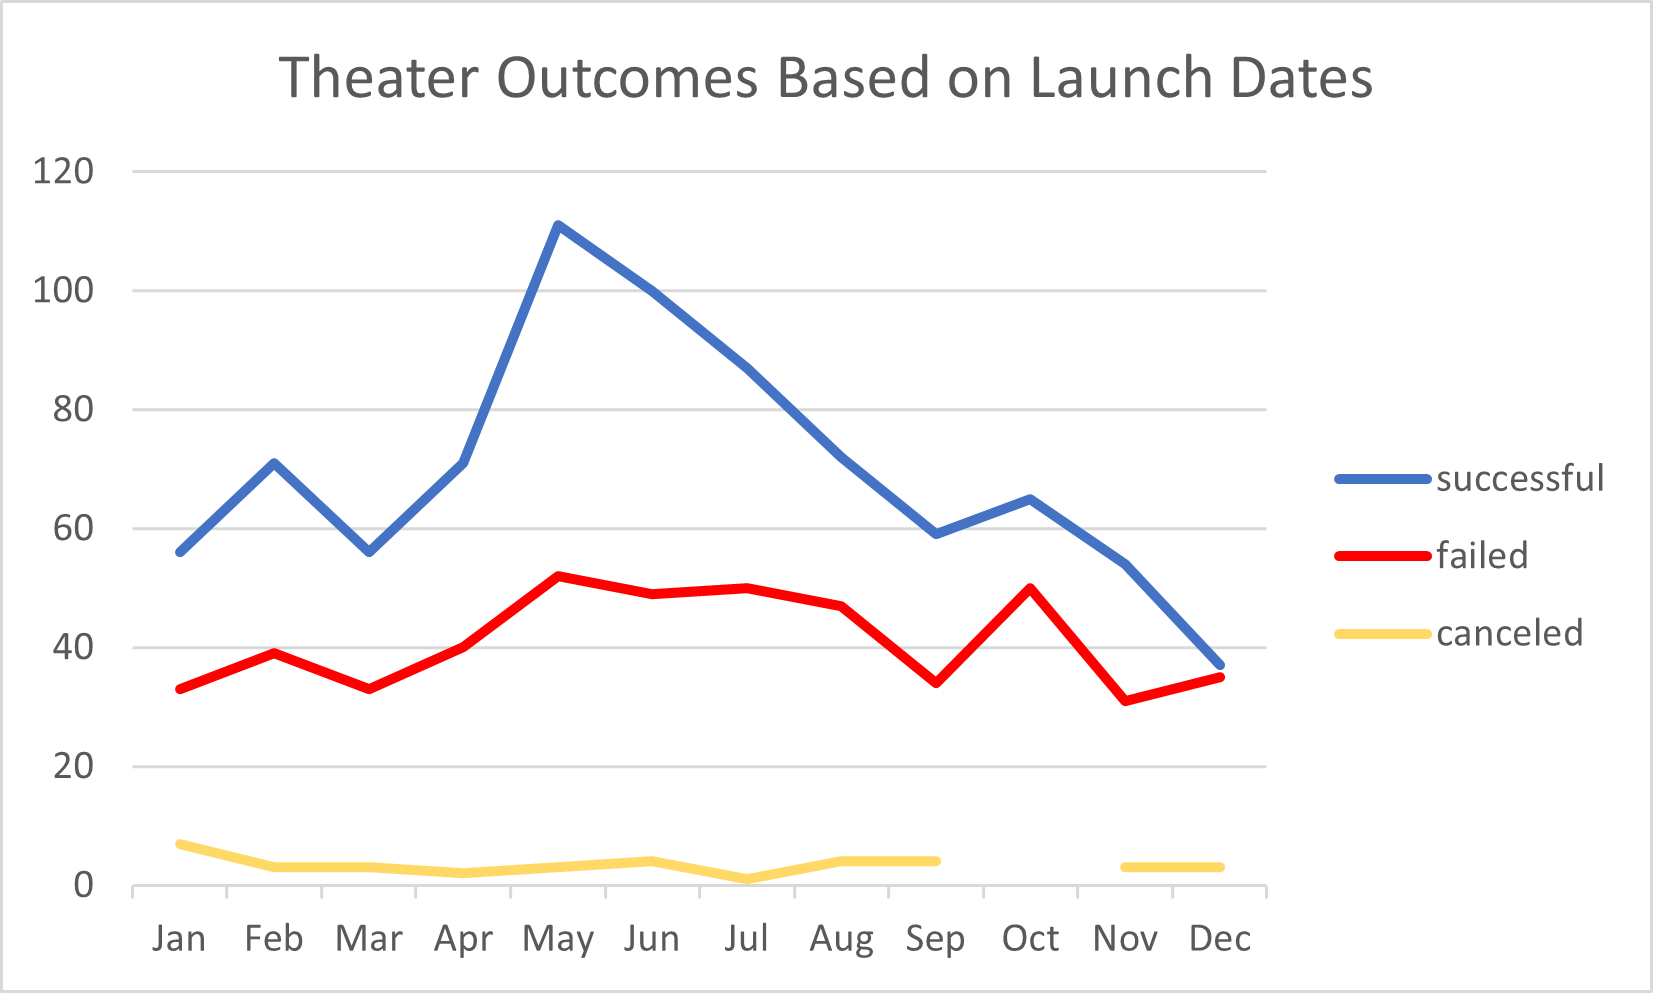 Theater Outcomes Based on Launch Dates
120
100
80
60
40
20
0
Jan Feb Mar Apr May Jun Jul Aug Sep Oct Nov Dec
successful
failed
canceled